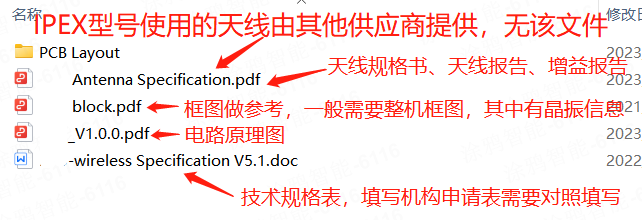 名称
修改日
IPEX型号使用的天线由其他供应商提供，无该文件
PCB Layout
2023
Antenna Specification.pdf
天线规格书、天线报告、增益报告
2023
block.pdf
框图做参考，一般需要整机框图，其中有晶振信息
2021
_V1.0.0.pdf
电路原理图
2023
-wireless Specification V5.1.doc
2022
技术规格表，填写机构申请表需要对照填写